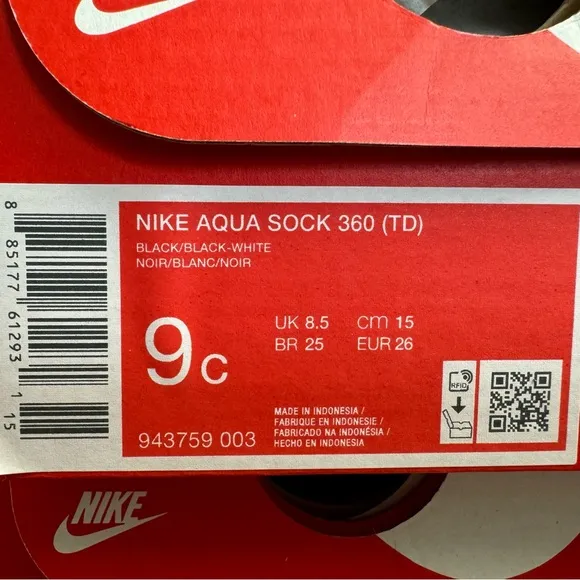 NIKE AQUA SOCK 360 (TD)
BLACK/BLACK-WHITE
NOIR/BLANC/NOIR
9 C
UK 8.5 cm 15
BR 25 EUR 26
RFID
943759 003
MADE IN INDONESIA /
FABRIQUE EN INDONESIE /
FABRICADO NA INDONÉSIA /
HECHO EN INDONESIA
8 85177 61293 1 15
NIKE